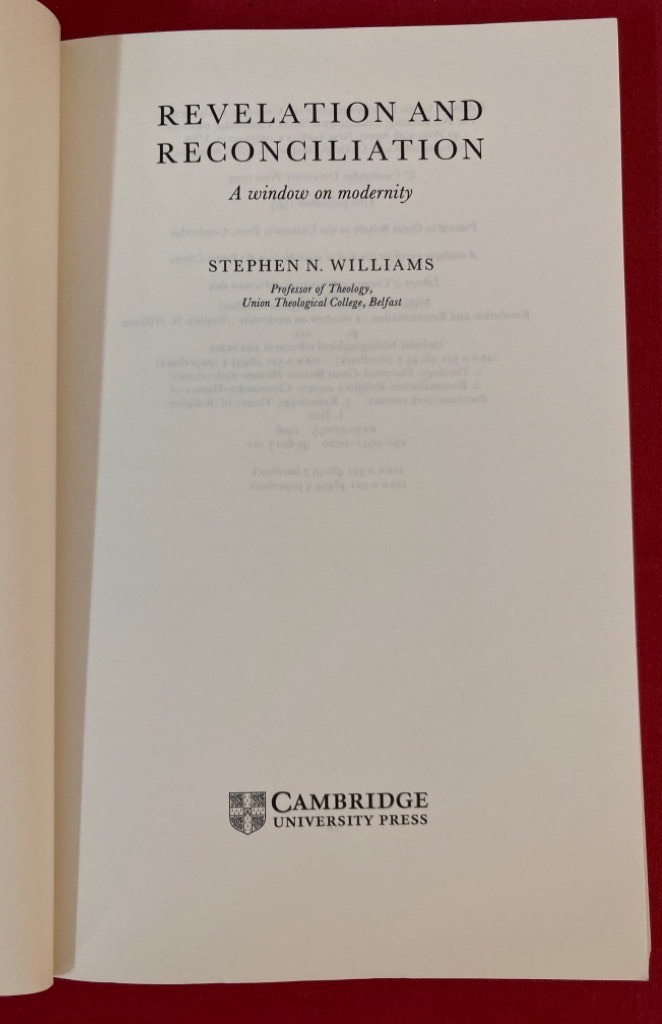 REVELATION AND
RECONCILIATION
A window on modernity
STEPHEN N. WILLIAMS
Professor of Theology,
Union Theological College, Belfast
CAMBRIDGE
UNIVERSITY PRESS